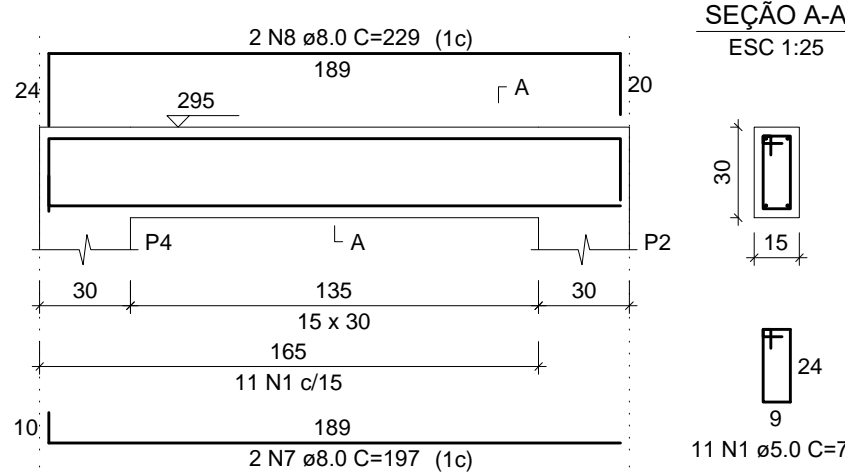 2 N8 ø8.0 C=229 (1c)
189
24
20
A
295
A
P4
P2
30
135
30
15 x 30
165
11 N1 c/15
10
189
2 N7 ø8.0 C=197 (1c)
SEÇÃO A-A
ESC 1:25
30
15
24
9
11 N1 ø5.0 C=7